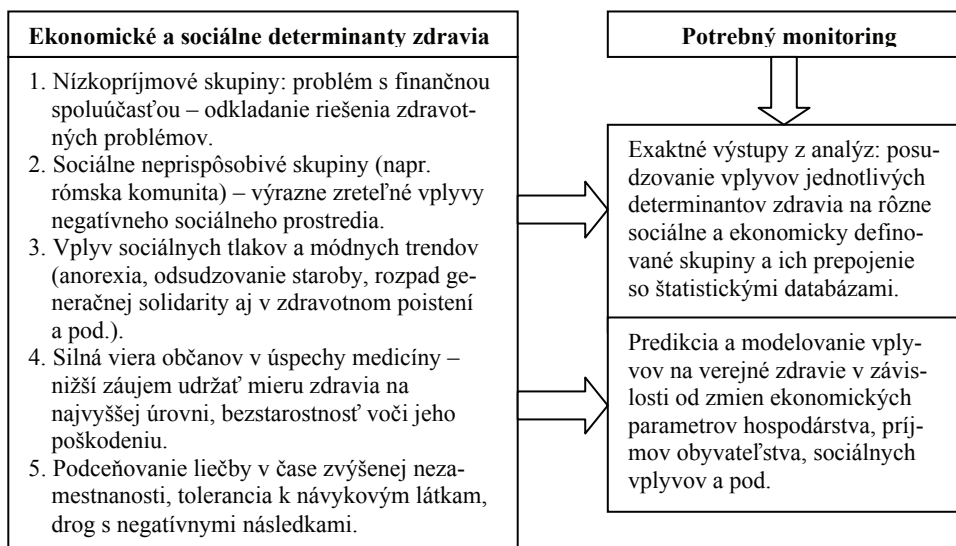 Ekonomické a sociálne determinanty zdravia
1. Nízkopríjmové skupiny: problém s finančnou
spoluúčasťou – odkladanie riešenia zdravot-
ných problémov.
2. Sociálne neprispôsobivé skupiny (napr.
rómska komunita) – výrazne zreteľné vplyvy
negatívneho sociálneho prostredia.
3. Vplyv sociálnych tlakov a módnych trendov
(anorexia, odsudzovanie staroby, rozpad ge-
neračnej solidarity aj v zdravotnom poistení
a pod.).
4. Silná viera občanov v úspechy medicíny –
nižší záujem udržať mieru zdravia na
najvyššej úrovni, bezstarostnosť voči jeho
poškodeniu.
5. Podceňovanie liečby v čase zvýšenej neza-
mestnanosti, tolerancia k návykovým látkam,
drog s negatívnymi následkami.
Potrebný monitoring
Exaktné výstupy z analýz: posu-
dzovanie vplyvov jednotlivých
determinantov zdravia na rôzne
sociálne a ekonomicky defino-
vané skupiny a ich prepojenie
so štatistickými databázami.
Predikcia a modelovanie vply-
vov na verejné zdravie v závis-
losti od zmien ekonomických
parametrov hospodárstva, príj-
mov obyvateľstva, sociálnych
vplyvov a pod.